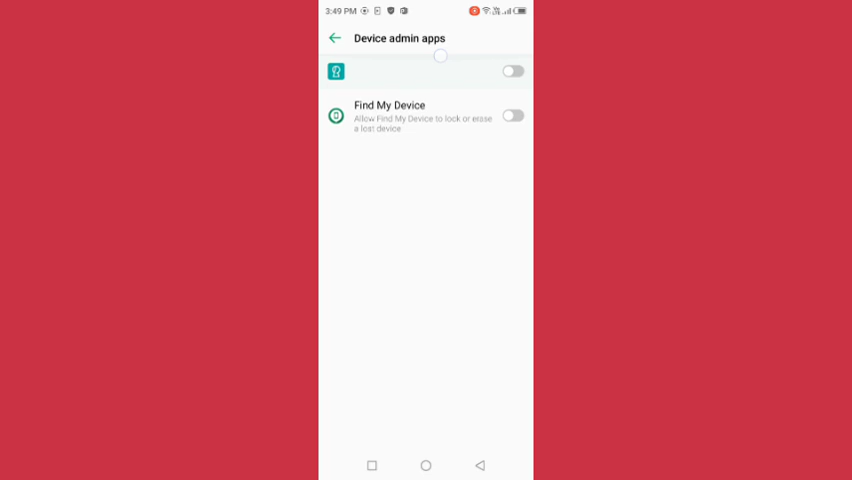 3:49 PM
Device admin apps
Find My Device
Allow Find My Device to lock or erase
a lost device